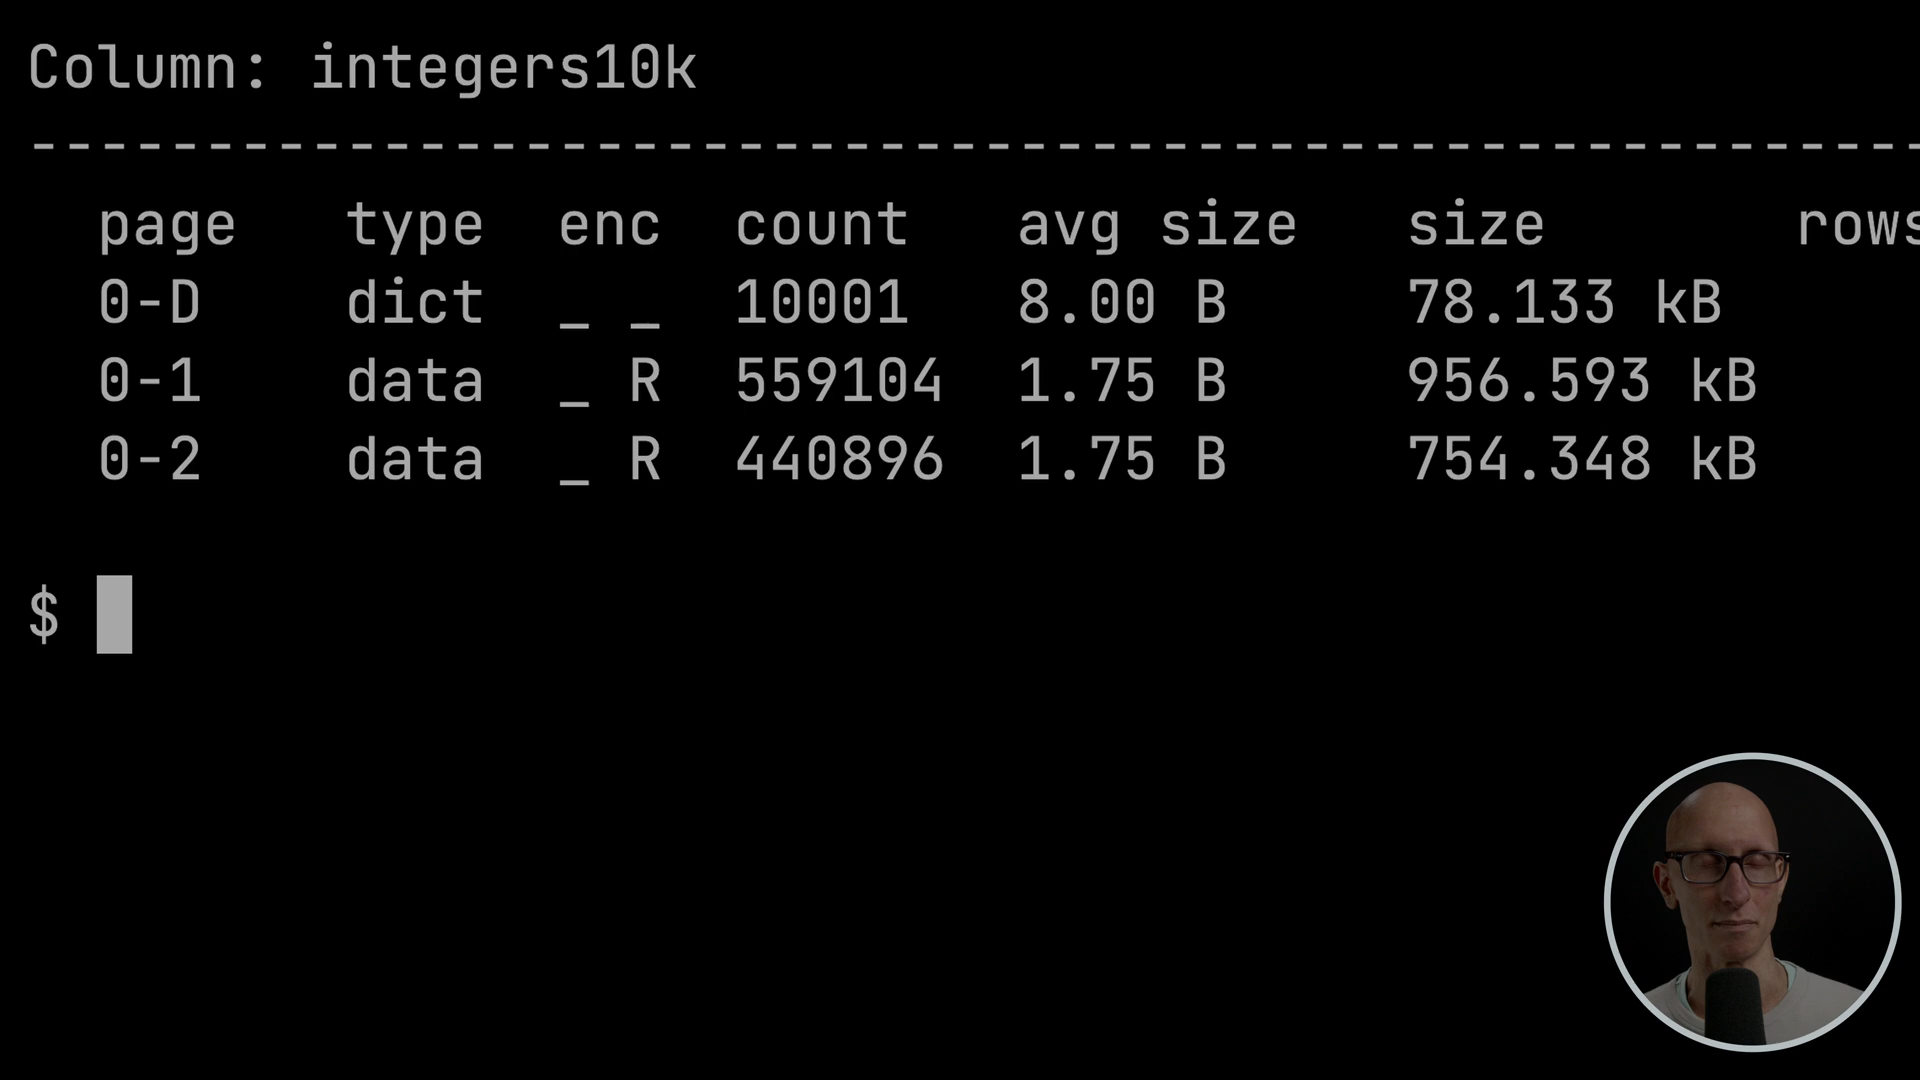 Column: integers10k
--------------------------------------------------------------------------------
page type enc count avg size size rows
0-D dict _ _ 10001 8.00 B 78.133 kB
0-1 data _ R 559104 1.75 B 956.593 kB
0-2 data _ R 440896 1.75 B 754.348 kB
$